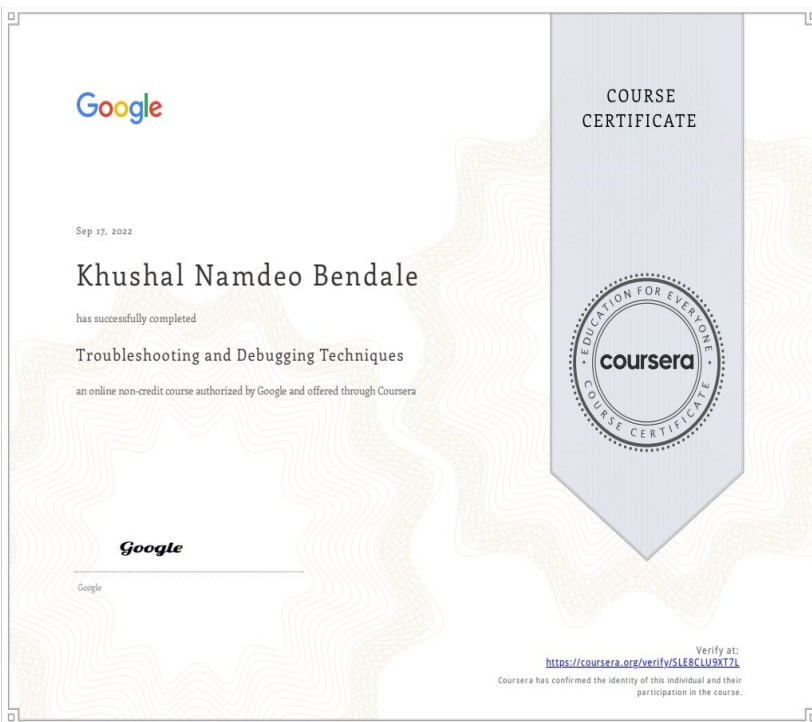 Google
COURSE
CERTIFICATE
Sep 17, 2022
Khushal Namdeo Bendale
has successfully completed
Troubleshooting and Debugging Techniques
an online non-credit course authorized by Google and offered through Coursera
EDUCATION FOR EVERYONE
coursera
COURSE CERTIFICATE
Google
Google
Verify at:
https://coursera.org/verify/SLE8CLU9XT7L
Coursera has confirmed the identity of this individual and their
participation in the course.